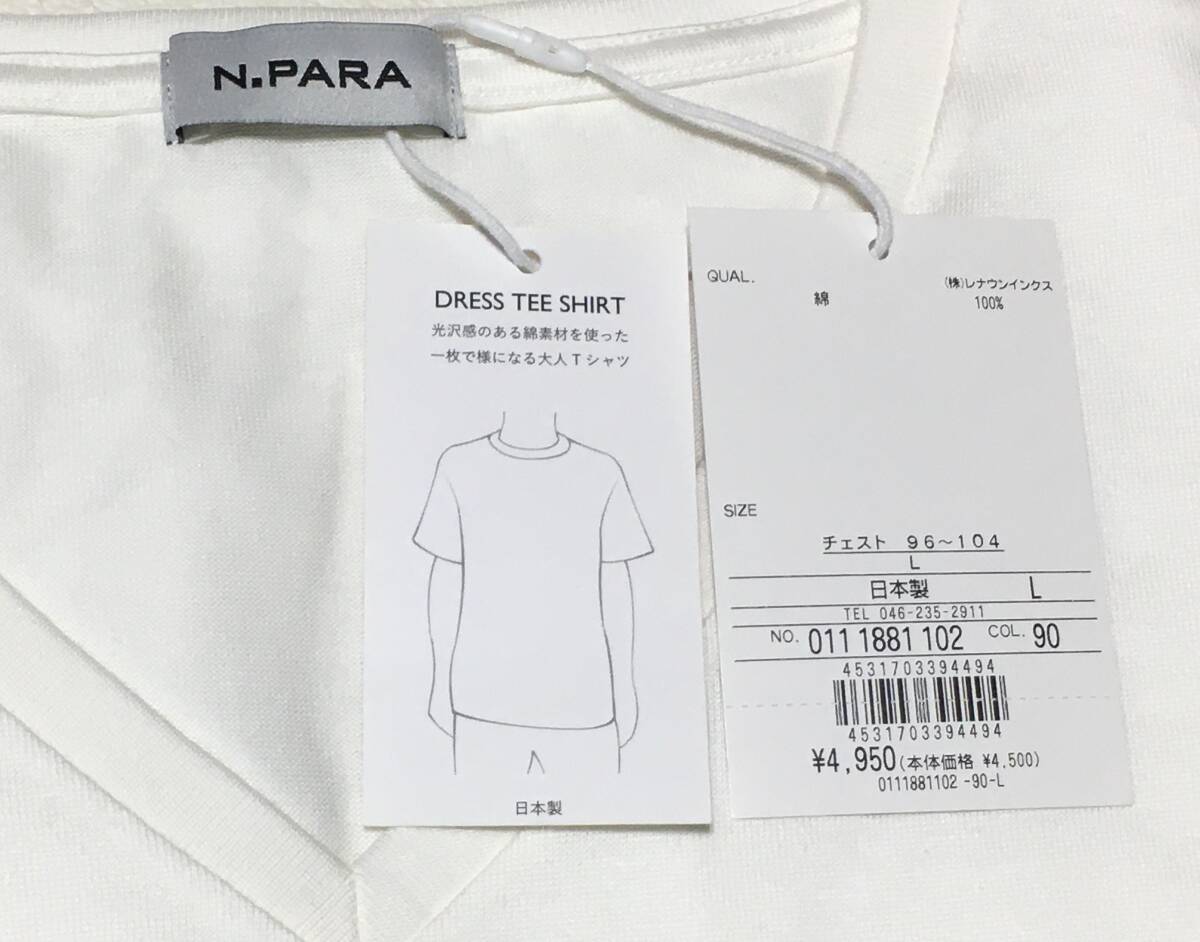 N.PARA
DRESS TEE SHIRT
光沢感のある綿素材を使った
一枚で様になる大人Tシャツ
日本製
QUAL.
(株)レナウンインクス
綿 100%
SIZE
チェスト 96～104
L
日本製 L
TEL 046-235-2911
NO. 011 1881 102 COL. 90
4531703394494
4531703394494
¥4,950(本体価格 ¥4,500)
0111881102 -90-L